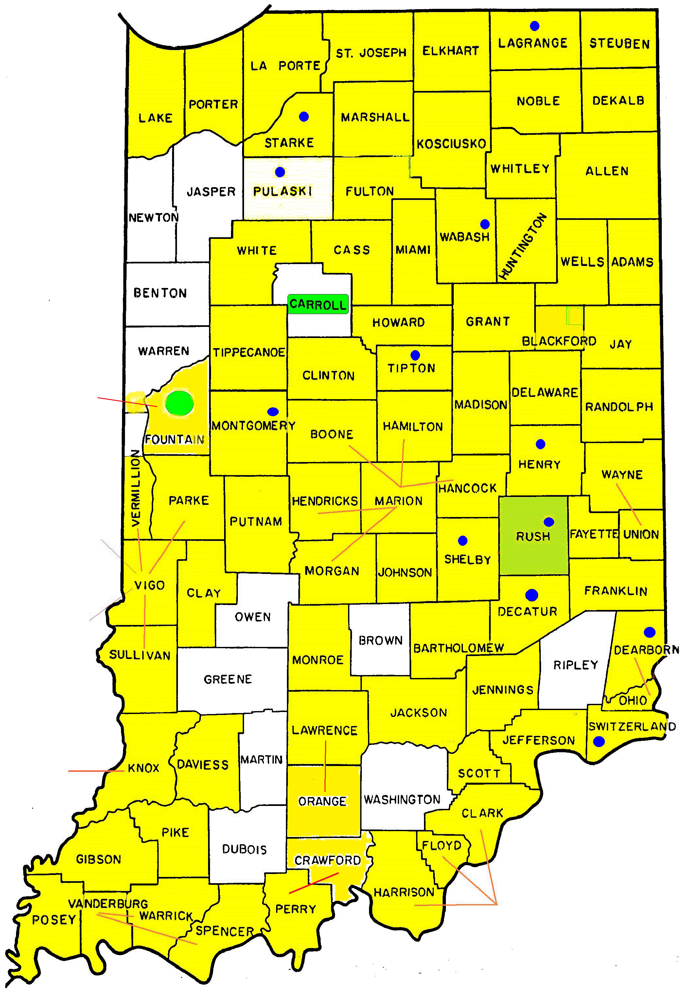 LAGRANGE
STEUBEN
ELKHART
ST. JOSEPH
LA PORTE
NOBLE
DEKALB
PORTER
LAKE
MARSHALL
STARKE
KOSCIUSKO
WHITLEY
ALLEN
JASPER
PULASKI
FULTON
NEWTON
WABASH
HUNTINGTON
WHITE
CASS
MIAMI
WELLS
ADAMS
BENTON
CARROLL
HOWARD
GRANT
BLACKFORD
JAY
WARREN
TIPPECANOE
TIPTON
CLINTON
DELAWARE
MADISON
RANDOLPH
MONTGOMERY
HAMILTON
BOONE
FOUNTAIN
HENRY
WAYNE
VERMILLION
PARKE
HENDRICKS
MARION
HANCOCK
PUTNAM
RUSH
FAYETTE
UNION
SHELBY
MORGAN
JOHNSON
VIGO
CLAY
FRANKLIN
DECATUR
OWEN
BROWN
BARTHOLOMEW
DEARBORN
SULLIVAN
MONROE
RIPLEY
GREENE
JENNINGS
OHIO
JACKSON
SWITZERLAND
LAWRENCE
JEFFERSON
MARTIN
DAVIESS
KNOX
SCOTT
ORANGE
WASHINGTON
CLARK
PIKE
FLOYD
DUBOIS
GIBSON
CRAWFORD
HARRISON
VANDERBURG
PERRY
WARRICK
POSEY
SPENCER